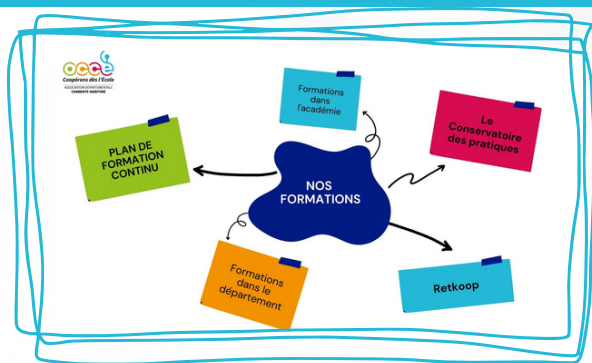 occe
Coopérons dès l'École
ASSOCIATION DÉPARTEMENTALE
CHARENTE-MARITIME
Formations
dans
l'académie
Le
Conservatoire
des pratiques
PLAN DE
FORMATION
CONTINU
NOS
FORMATIONS
Formations
dans le
département
Retkoop